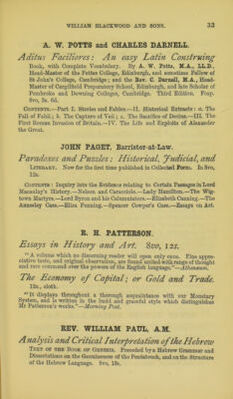 WILLIAM BLACKWOOD AND SONS. 33
A. W. POTTS and CHARLES DARNELL.
Aditus Faciliores: An easy Latin Construing
Book, with Complete Vocabulary. By A. W. Potts, M.A., LL.D.,
Head-Master of the Fettes College, Edinburgh, and sometime Fellow of
St John's College, Cambridge; and the Rev. C. Darnell, M.A., Head-
Master of Cargilfield Preparatory School, Edinburgh, and late Scholar of
Pembroke and Downing Colleges, Cambridge. Third Edition. Fcap.
8vo, 3s. 6d.
Contents.—Part I. Stories and Fables—II. Historical Extracts: a. The
Fall of Falii; b. The Capture of Veii; c. The Sacrifice of Decius.—III. The
First Roman Invasion of Britain.—IV. The Life and Exploits of Alexander
the Great.
JOHN PAGET, Barrister-at-Law.
Paradoxes and Puzzles: Historical, Judicial, and
Literary. Now for the first time published in Collected Form. In 8vo,
12s.
Contents: Inquiry into the Evidence relating to Certain Passages in Lord
Macaulay's History.—Nelson and Caracciolo.—Lady Hamilton.—The Wig-
town Martyrs.—Lord Byron and his Calumniators.—Elizabeth Canning.—The
Annesley Case.—Eliza Fenning.—Spencer Cowper's Case.—Essays on Art.
R. H. PATTERSON.
Essays in History and Art. 8vo, 12s.
"A volume which no discerning reader will open only once. Fine appre-
ciative taste, and original observation, are found united with range of thought
and rare command over the powers of the English language."—Athenæum.
The Economy of Capital; or Gold and Trade.
12s., cloth.
"It displays throughout a thorough acquaintance with our Monetary
System, and is written in the lucid and graceful style which distinguishes
Mr Patterson's works."—Morning Post.
REV. WILLIAM PAUL, A.M.
Analysis and Critical Interpretation of the Hebrew
Text of the Book of Genesis. Preceded by a Hebrew Grammar and
Dissertations on the Genuineness of the Pentateuch, and on the Structure
of the Hebrew Language. 8vo, 18s.